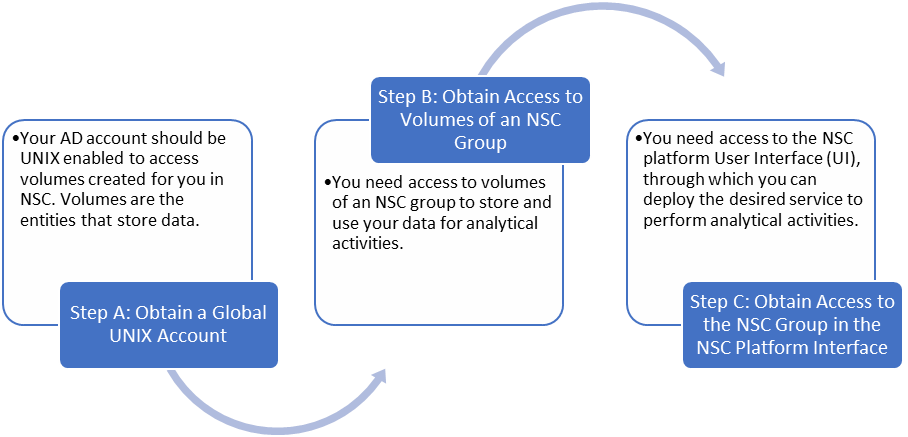 •Your AD account should be
UNIX enabled to access
volumes created for you in
NSC. Volumes are the
entities that store data.
Step A: Obtain a Global
UNIX Account
Step B: Obtain Access to
Volumes of an NSC
Group
•You need access to volumes
of an NSC group to store and
use your data for analytical
activities.
•You need access to the NSC
platform User Interface (UI),
through which you can
deploy the desired service to
perform analytical activities.
Step C: Obtain Access to
the NSC Group in the
NSC Platform Interface